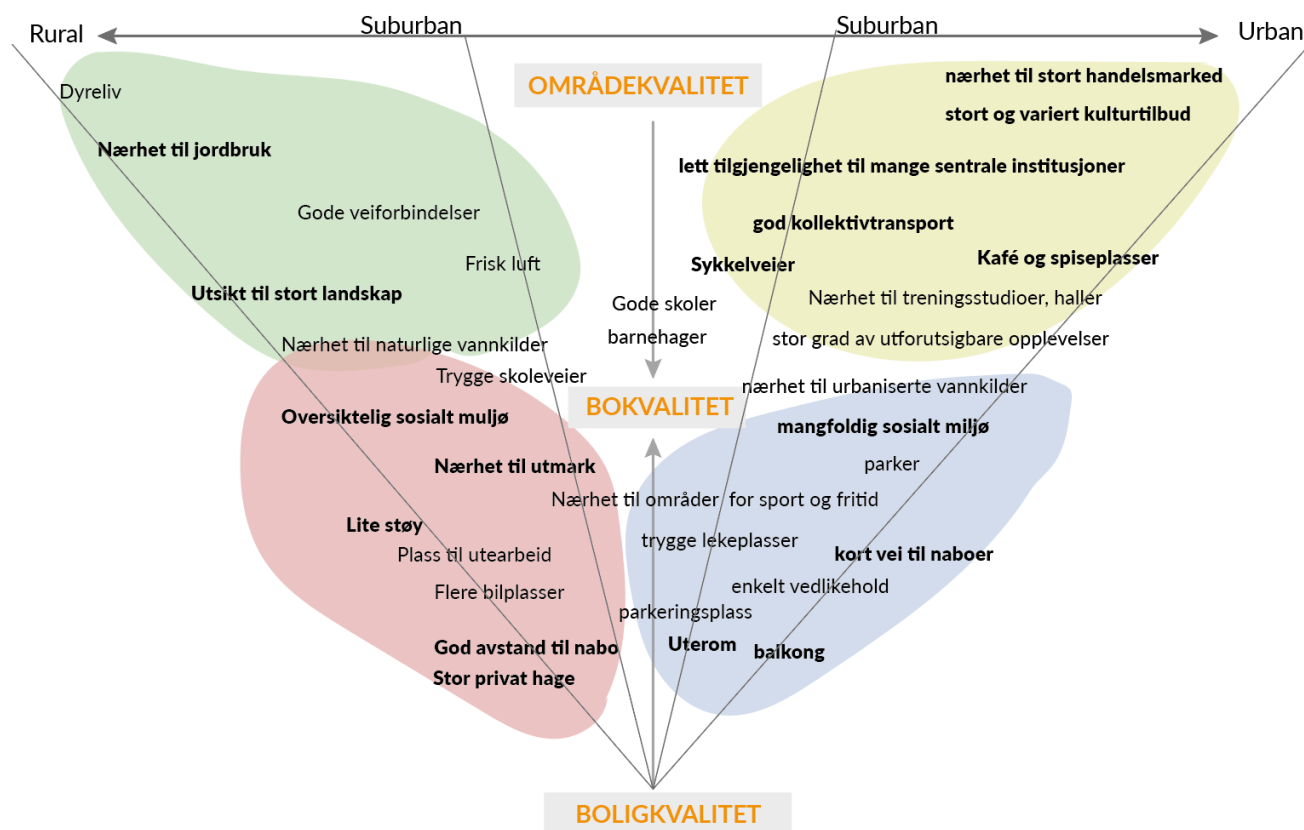 Rural
Suburban
Suburban
Urban
OMRÅDEKVALITET
nærhet til stort handelsmarked
Dyreliv
stort og variert kulturtilbud
Nærhet til jordbruk
lett tilgjengelighet til mange sentrale institusjoner
Gode veiforbindelser
god kollektivtransport
Frisk luft
Sykkelveier
Kafé og spiseplasser
Utsikt til stort landskap
Gode skoler
barnehager
Nærhet til treningsstudioer, haller
Nærhet til naturlige vannkilder
stor grad av utforutsigbare opplevelser
Trygge skoleveier
nærhet til urbaniserte vannkilder
BOKVALITET
Oversiktelig sosialt muljø
mangfoldig sosialt miljø
Nærhet til utmark
parker
Nærhet til områder for sport og fritid
Lite støy
trygge lekeplasser
Plass til utearbeid
kort vei til naboer
Flere bilplasser
enkelt vedlikehold
parkeringsplass
God avstand til nabo
Uterom
balkong
Stor privat hage
BOLIGKVALITET